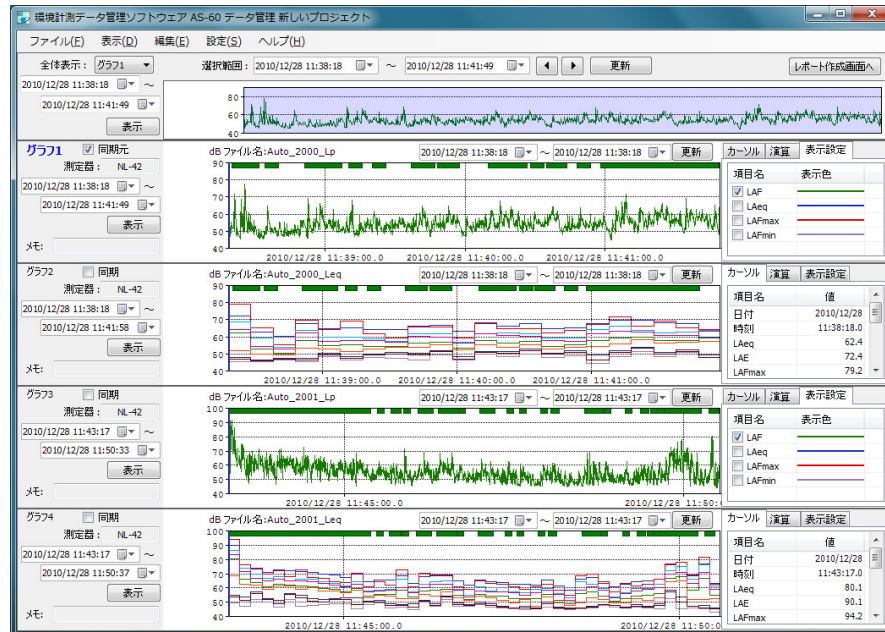 環境計測データ管理ソフトウェア AS-60 データ管理 新しいプロジェクト
ファイル(F) 表示(D) 編集(E) 設定(S) ヘルプ(H)
全体表示： グラフ1 選択範囲： 2010/12/28 11:38:18 ～ 2010/12/28 11:41:49 更新 レポート作成画面へ
2010/12/28 11:38:18 ～
2010/12/28 11:41:49
表示
80
60
40
グラフ1 同期元 dB ファイル名:Auto_2000_Lp 2010/12/28 11:38:18 ～ 2010/12/28 11:38:18 更新 カーソル 演算 表示設定
測定器： NL-42
2010/12/28 11:38:18 ～
2010/12/28 11:41:49
表示
メモ:
90
80
70
60
50
40
2010/12/28 11:39:00.0 2010/12/28 11:40:00.0 2010/12/28 11:41:00.0
項目名 表示色
LAF
LAeq
LAFmax
LAFmin
グラフ2 同期 dB ファイル名:Auto_2000_Leq 2010/12/28 11:38:18 ～ 2010/12/28 11:38:18 更新 カーソル 演算 表示設定
測定器： NL-42
2010/12/28 11:38:18 ～
2010/12/28 11:41:58
表示
メモ:
90
80
70
60
50
40
2010/12/28 11:39:00.0 2010/12/28 11:40:00.0 2010/12/28 11:41:00.0
項目名 値
日付 2010/12/28
時刻 11:38:18.0
LAeq 62.4
LAE 72.4
LAFmax 79.2
グラフ3 同期 dB ファイル名:Auto_2001_Lp 2010/12/28 11:43:17 ～ 2010/12/28 11:43:17 更新 カーソル 演算 表示設定
測定器： NL-42
2010/12/28 11:43:17 ～
2010/12/28 11:50:33
表示
メモ:
100
90
80
70
60
50
40
2010/12/28 11:45:00.0 2010/12/28 11:50:0
項目名 表示色
LAF
LAeq
LAFmax
LAFmin
グラフ4 同期 dB ファイル名:Auto_2001_Leq 2010/12/28 11:43:17 ～ 2010/12/28 11:43:17 更新 カーソル 演算 表示設定
測定器： NL-42
2010/12/28 11:43:17 ～
2010/12/28 11:50:37
表示
メモ:
100
90
80
70
60
50
40
2010/12/28 11:45:00.0 2010/12/28 11:50:0
項目名 値
日付 2010/12/28
時刻 11:43:17.0
LAeq 80.1
LAE 90.1
LAFmax 94.2